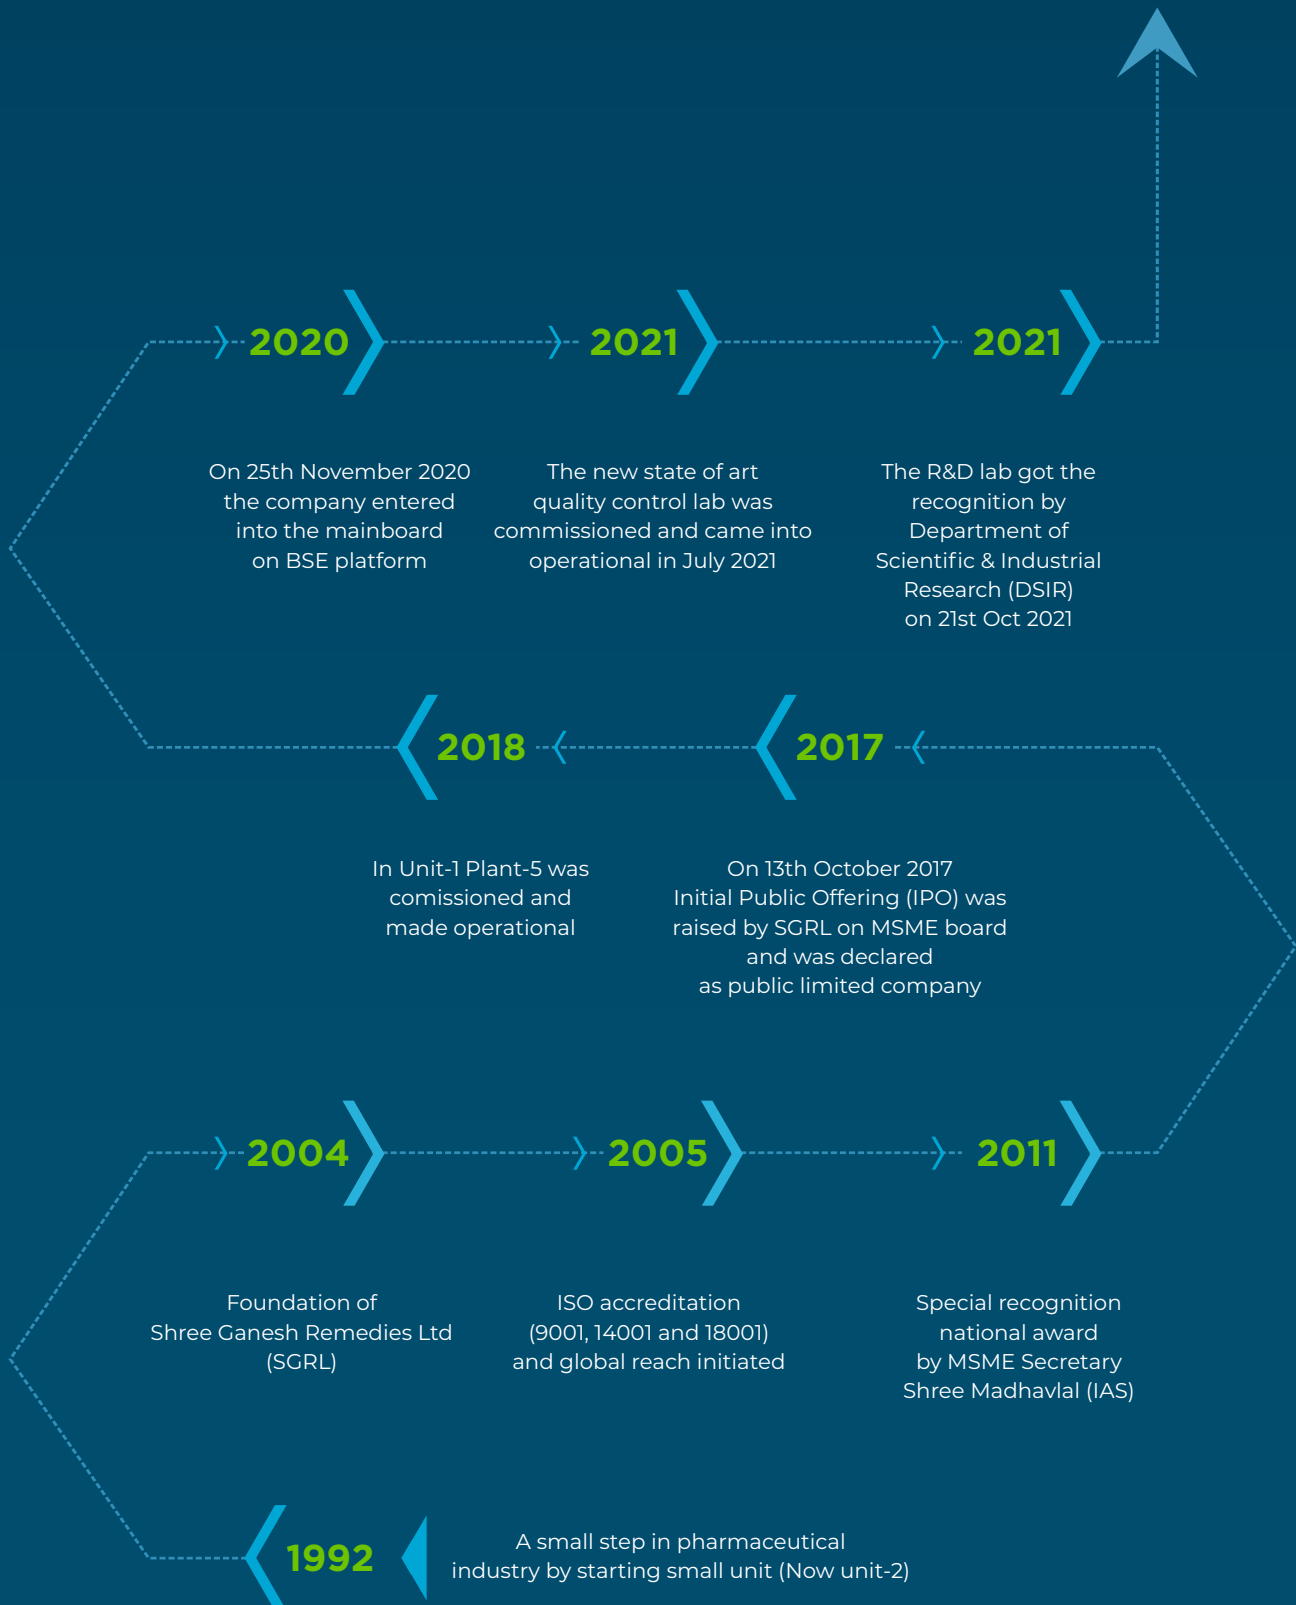 2020
On 25th November 2020
the company entered
into the mainboard
on BSE platform
2021
The new state of art
quality control lab was
commissioned and came into
operational in July 2021
2021
The R&D lab got the
recognition by
Department of
Scientific & Industrial
Research (DSIR)
on 21st Oct 2021
2018
In Unit-1 Plant-5 was
comissioned and
made operational
2017
On 13th October 2017
Initial Public Offering (IPO) was
raised by SGRL on MSME board
and was declared
as public limited company
2004
Foundation of
Shree Ganesh Remedies Ltd
(SGRL)
2005
ISO accreditation
(9001, 14001 and 18001)
and global reach initiated
2011
Special recognition
national award
by MSME Secretary
Shree Madhavlal (IAS)
1992
A small step in pharmaceutical
industry by starting small unit (Now unit-2)